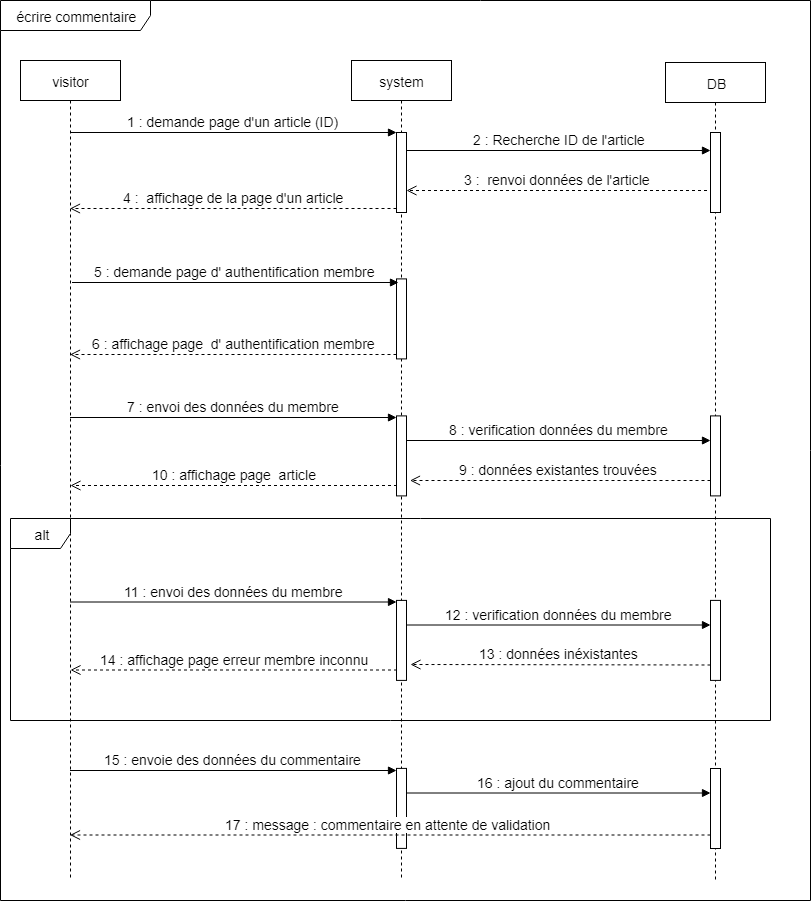 écrire commentaire
visitor
system
DB
1 : demande page d'un article (ID)
2 : Recherche ID de l'article
3 :  renvoi données de l'article
4 :  affichage de la page d'un article
5 : demande page d' authentification membre
6 : affichage page  d' authentification membre
7 : envoi des données du membre
8 : verification données du membre
9 : données existantes trouvées
10 : affichage page  article
alt
11 : envoi des données du membre
12 : verification données du membre
13 : données inéxistantes
14 : affichage page erreur membre inconnu
15 : envoie des données du commentaire
16 : ajout du commentaire
17 : message : commentaire en attente de validation